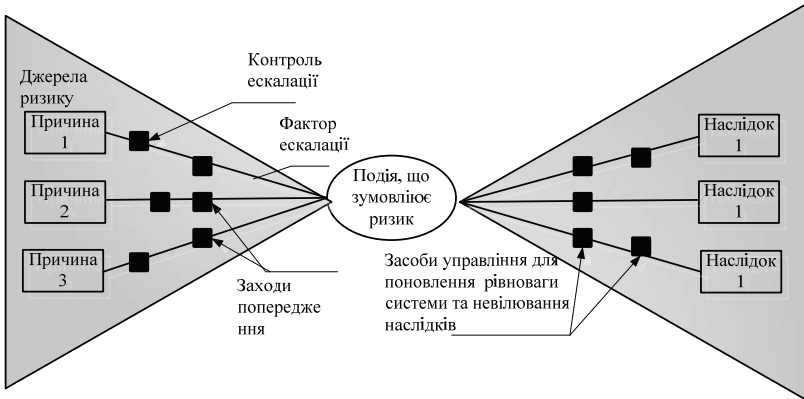 Контроль
ескалації
Джерела
ризику
Фактор
ескалації
Причина
1
Причина
2
Причина
3
Подія, що
зумовліює
ризик
Заходи
попередже
ння
Засоби управління для
поновлення рівноваги
системи та невілювання
наслідків
Наслідок
1
Наслідок
1
Наслідок
1